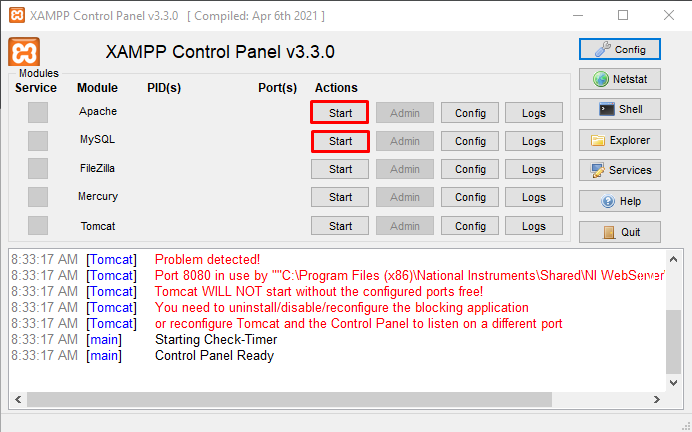 XAMPP Control Panel v3.3.0 [ Compiled: Apr 6th 2021 ]
XAMPP Control Panel v3.3.0
Config
Modules
Service Module PID(s) Port(s) Actions
Netstat
Apache Start Admin Config Logs
Shell
MySQL Start Admin Config Logs
Explorer
FileZilla Start Admin Config Logs
Services
Mercury Start Admin Config Logs
Help
Tomcat Start Admin Config Logs
Quit
8:33:17 AM [Tomcat] Problem detected!
8:33:17 AM [Tomcat] Port 8080 in use by ""C:\Program Files (x86)\National Instruments\Shared\NI WebServer\
8:33:17 AM [Tomcat] Tomcat WILL NOT start without the configured ports free!
8:33:17 AM [Tomcat] You need to uninstall/disable/reconfigure the blocking application
8:33:17 AM [Tomcat] or reconfigure Tomcat and the Control Panel to listen on a different port
8:33:17 AM [main] Starting Check-Timer
8:33:17 AM [main] Control Panel Ready